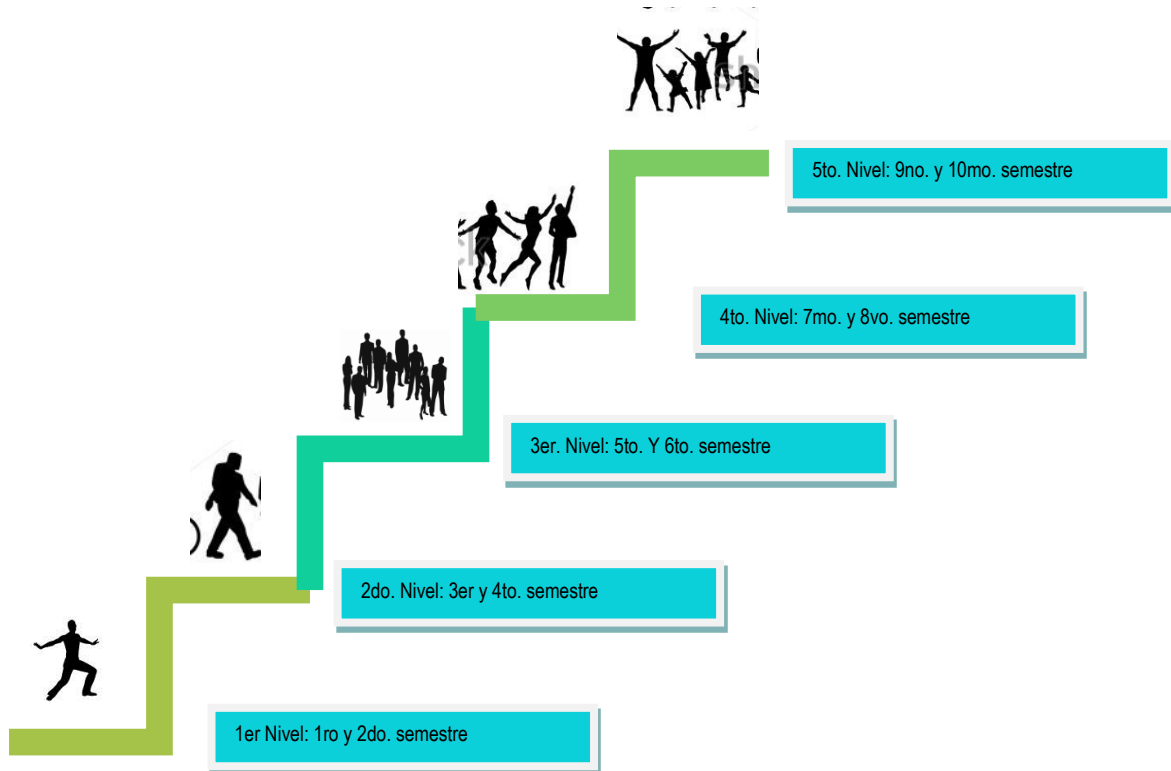 5to. Nivel: 9no. y 10mo. semestre
4to. Nivel: 7mo. y 8vo. semestre
3er. Nivel: 5to. Y 6to. semestre
2do. Nivel: 3er y 4to. semestre
1er Nivel: 1ro y 2do. semestre